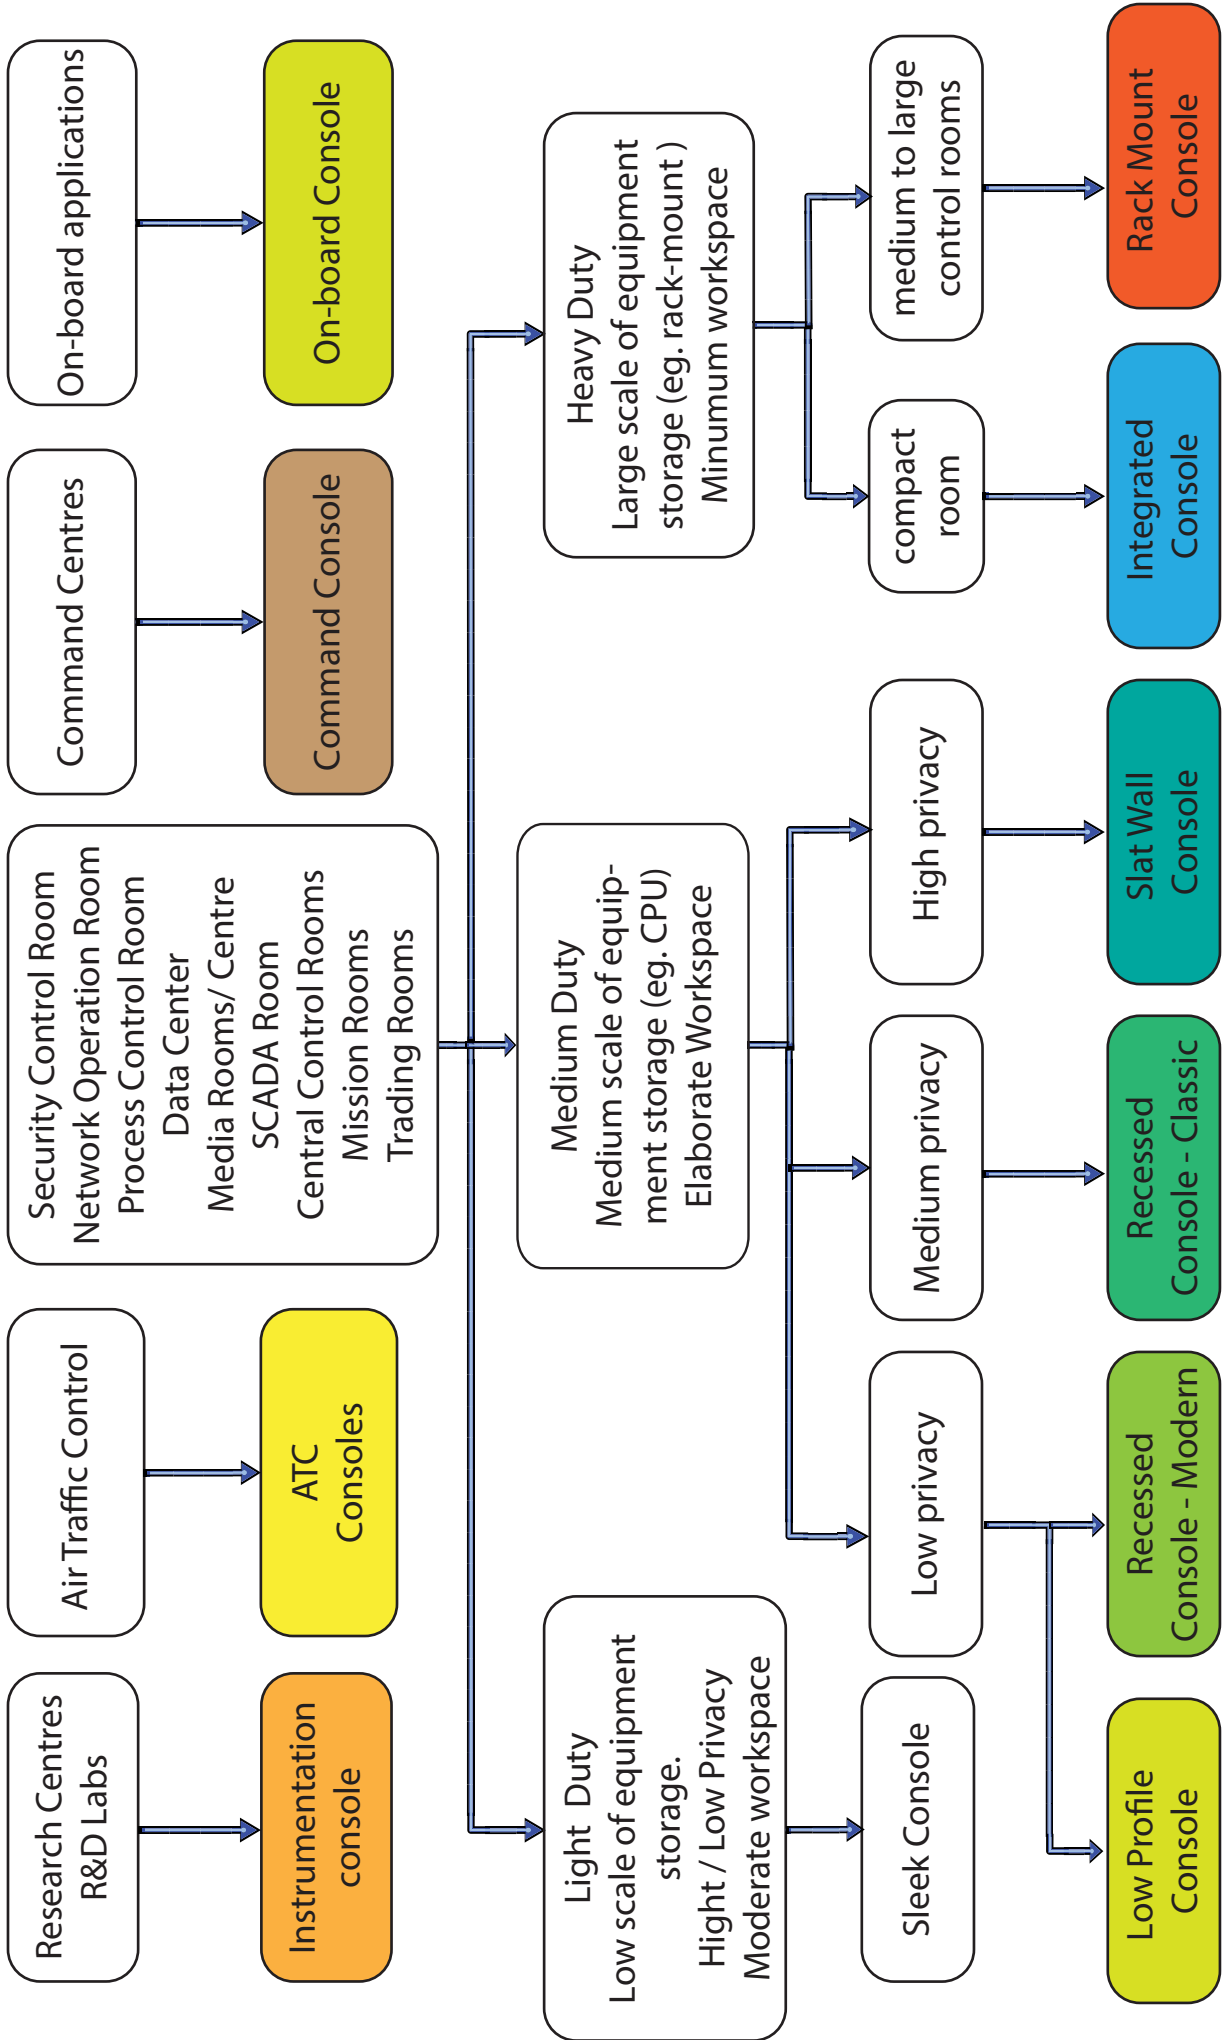 Research Centres
R&D Labs
Air Traffic Control
Security Control Room
Network Operation Room
Process Control Room
Data Center
Media Rooms/ Centre
SCADA Room
Central Control Rooms
Mission Rooms
Trading Rooms
Command Centres
On-board applications
Instrumentation
console
ATC
Consoles
Command Console
On-board Console
Light Duty
Low scale of equipment
storage.
Hight / Low Privacy
Moderate workspace
Medium Duty
Medium scale of equip-
ment storage (eg. CPU)
Elaborate Workspace
Heavy Duty
Large scale of equipment
storage (eg. rack-mount )
Minumum workspace
Sleek Console
Low privacy
Medium privacy
High privacy
compact
room
medium to large
control rooms
Low Profile
Console
Recessed
Console - Modern
Recessed
Console - Classic
Slat Wall
Console
Integrated
Console
Rack Mount
Console